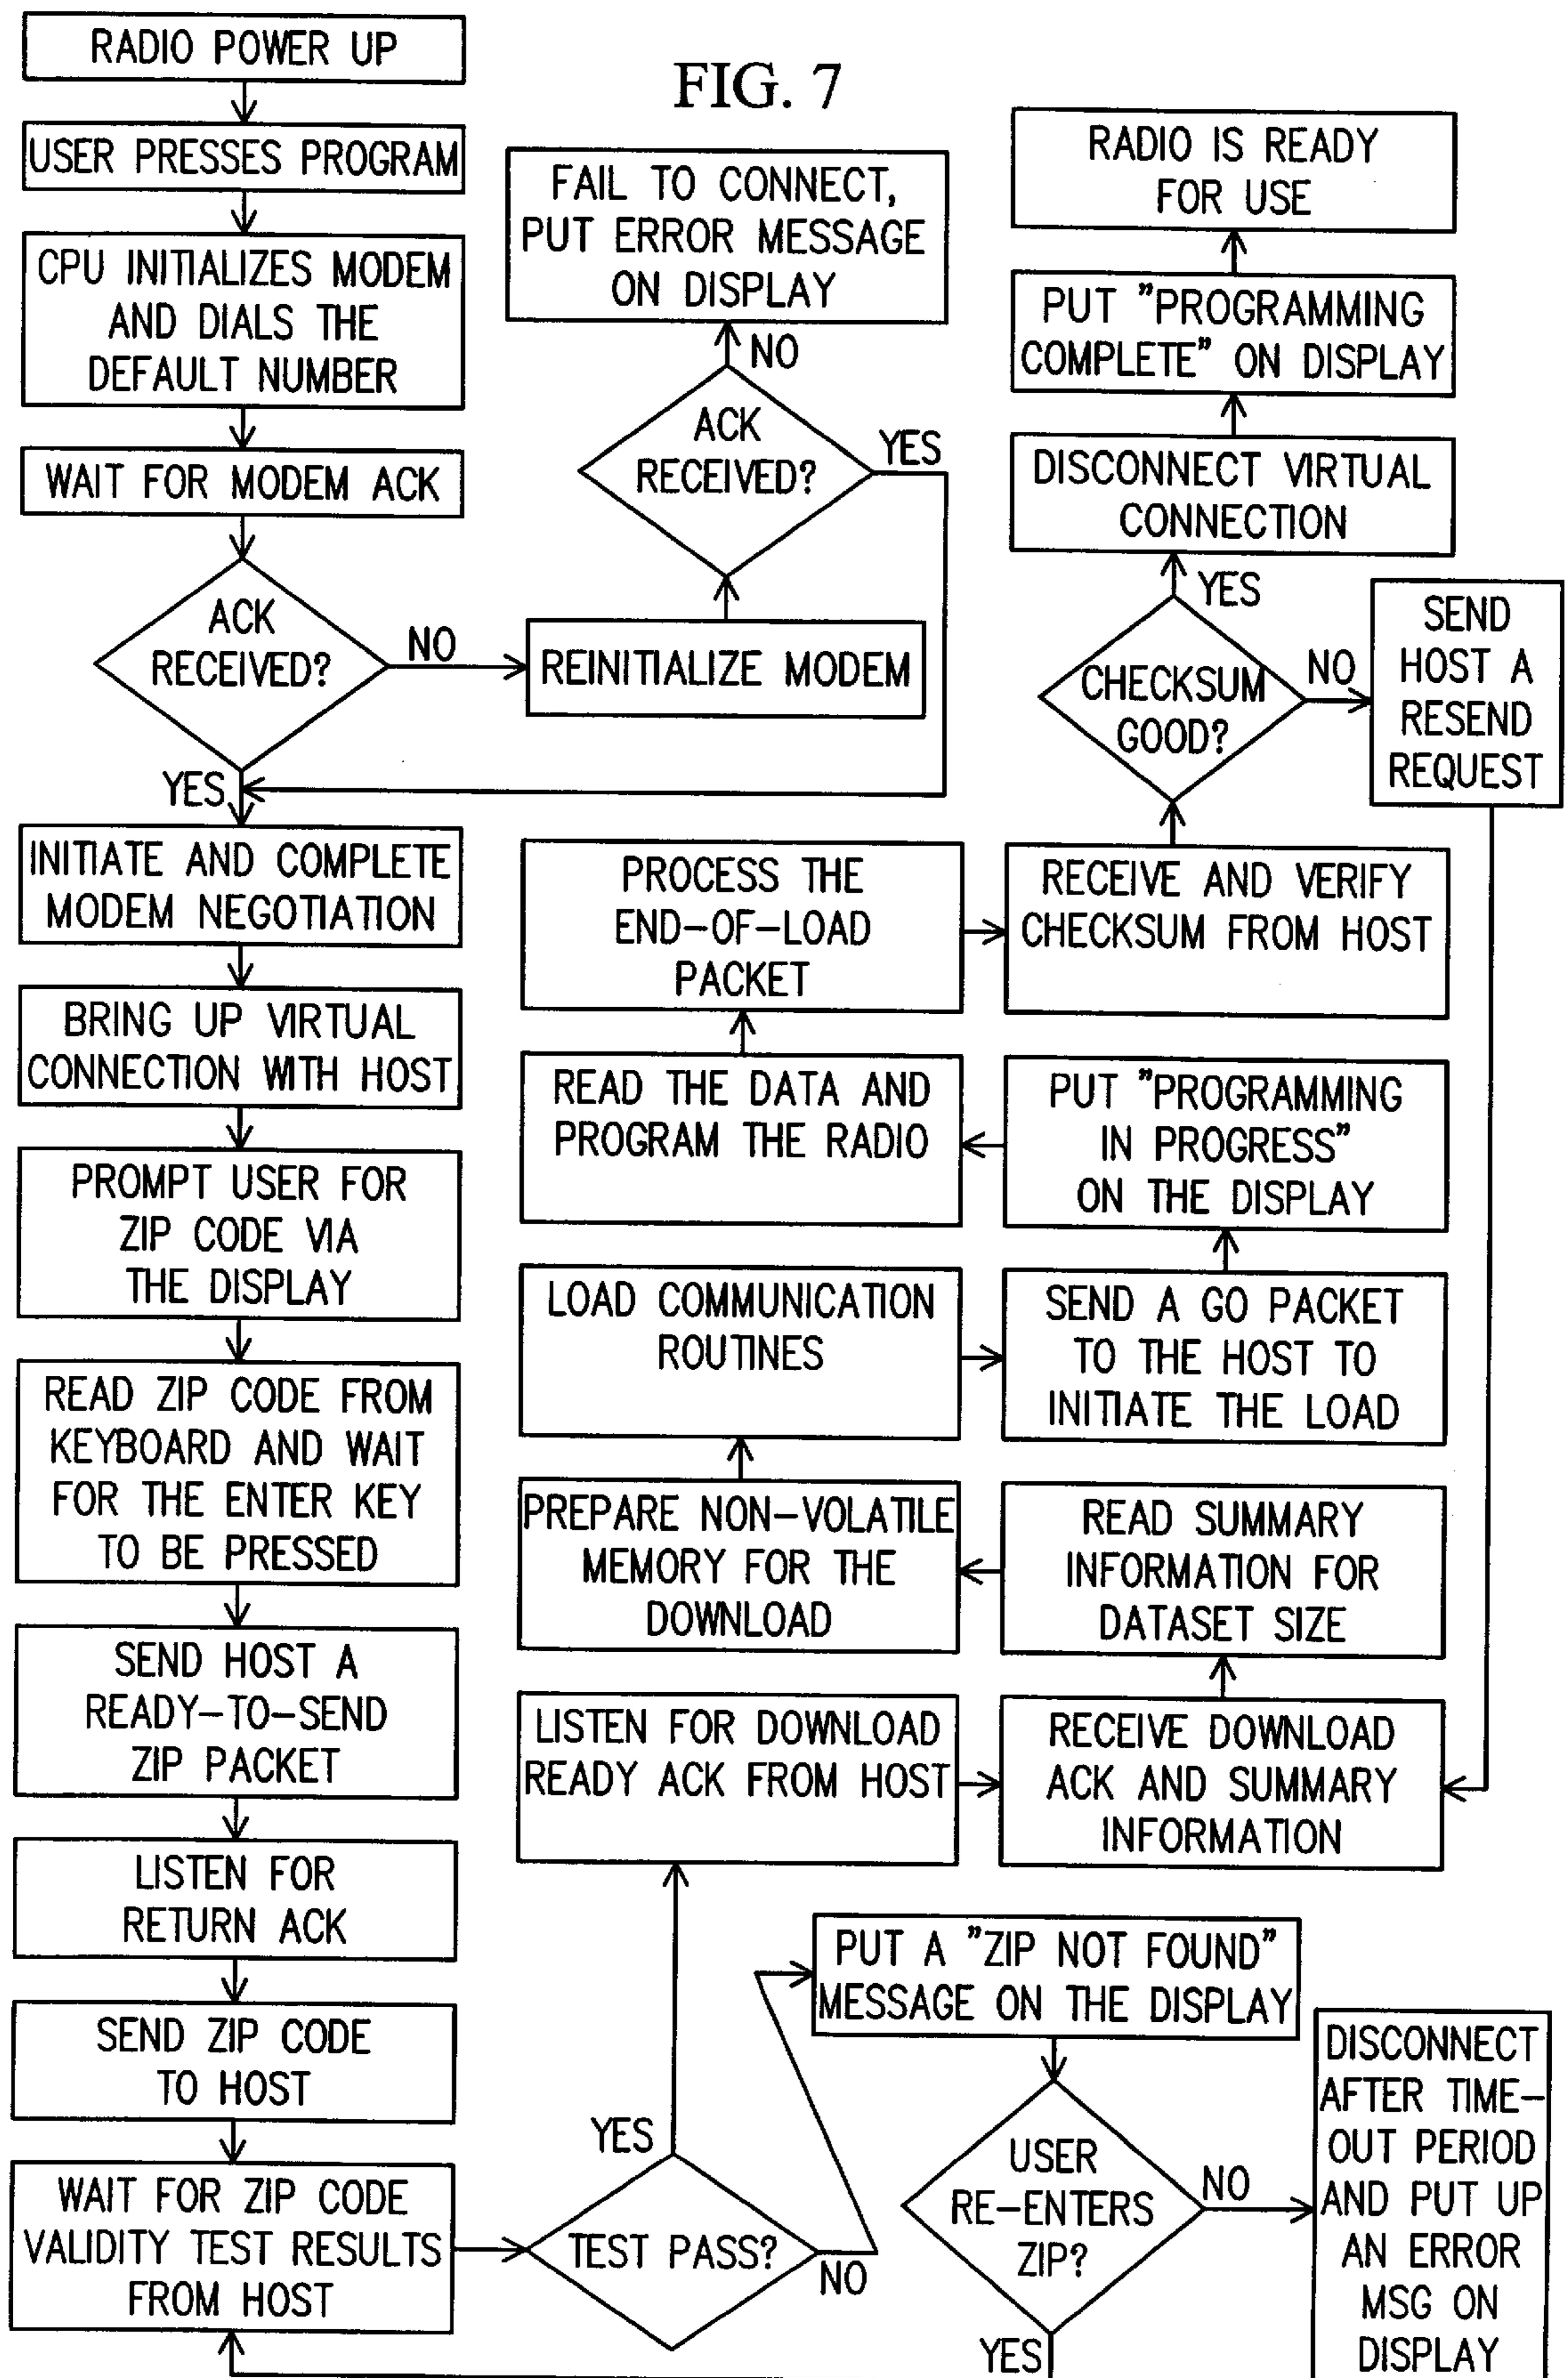 FIG. 7
RADIO POWER UP
USER PRESSES PROGRAM
CPU INITIALIZES MODEM
AND DIALS THE
DEFAULT NUMBER
WAIT FOR MODEM ACK
ACK
RECEIVED?
NO
YES
REINITIALIZE MODEM
ACK
RECEIVED?
NO
YES
FAIL TO CONNECT,
PUT ERROR MESSAGE
ON DISPLAY
INITIATE AND COMPLETE
MODEM NEGOTIATION
BRING UP VIRTUAL
CONNECTION WITH HOST
PROMPT USER FOR
ZIP CODE VIA
THE DISPLAY
READ ZIP CODE FROM
KEYBOARD AND WAIT
FOR THE ENTER KEY
TO BE PRESSED
SEND HOST A
READY-TO-SEND
ZIP PACKET
LISTEN FOR
RETURN ACK
SEND ZIP CODE
TO HOST
WAIT FOR ZIP CODE
VALIDITY TEST RESULTS
FROM HOST
TEST PASS?
YES
NO
PUT A "ZIP NOT FOUND"
MESSAGE ON THE DISPLAY
USER
RE-ENTERS
ZIP?
NO
YES
DISCONNECT
AFTER TIME-
OUT PERIOD
AND PUT UP
AN ERROR
MSG ON
DISPLAY
LISTEN FOR DOWNLOAD
READY ACK FROM HOST
RECEIVE DOWNLOAD
ACK AND SUMMARY
INFORMATION
READ SUMMARY
INFORMATION FOR
DATASET SIZE
PREPARE NON-VOLATILE
MEMORY FOR THE
DOWNLOAD
LOAD COMMUNICATION
ROUTINES
SEND A GO PACKET
TO THE HOST TO
INITIATE THE LOAD
PUT "PROGRAMMING
IN PROGRESS"
ON THE DISPLAY
READ THE DATA AND
PROGRAM THE RADIO
PROCESS THE
END-OF-LOAD
PACKET
RECEIVE AND VERIFY
CHECKSUM FROM HOST
CHECKSUM
GOOD?
YES
NO
SEND
HOST A
RESEND
REQUEST
DISCONNECT VIRTUAL
CONNECTION
PUT "PROGRAMMING
COMPLETE" ON DISPLAY
RADIO IS READY
FOR USE